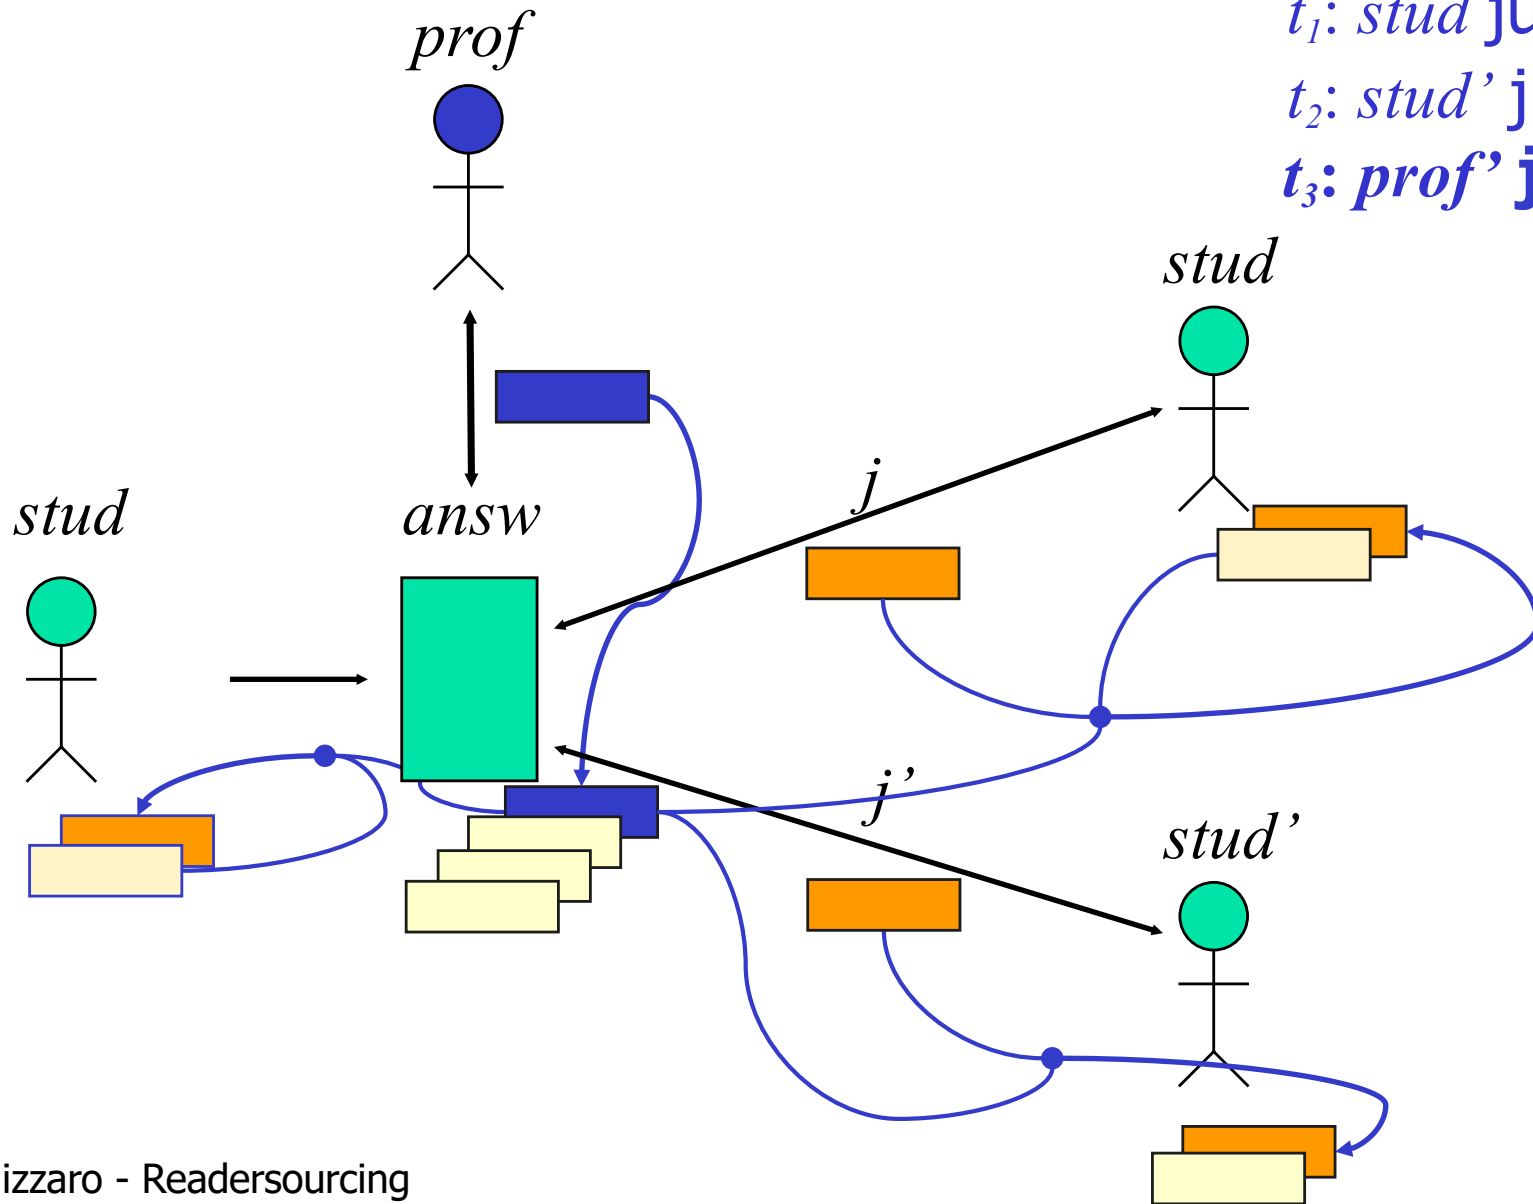 prof
t1: stud
t2: stud’ j
t3: prof’ j
stud
j
stud
answ
j’
stud’
izzaro - Readersourcing